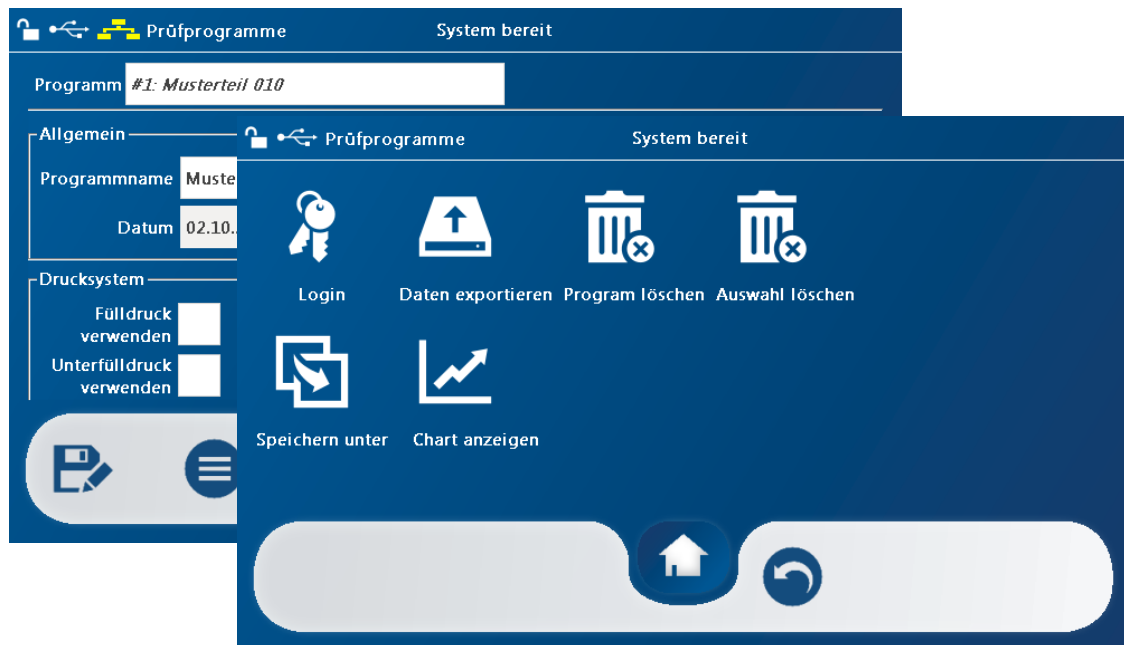 Prüfprogramme System bereit
Programm #1: Musterteil 010
Allgemein
Programmname Muste
Datum 02.10.
Drucksystem
Fülldruck
verwenden
Unterfülldruck
verwenden
Prüfprogramme System bereit
Login Daten exportieren Program löschen Auswahl löschen
Speichern unter Chart anzeigen